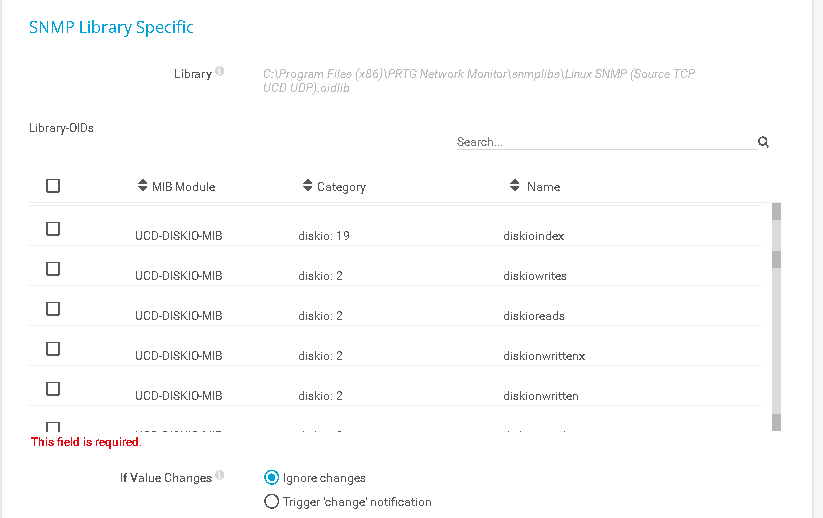 SNMP Library Specific
Library
C:\Program Files (x86)\PRTG Network Monitor\snmplibs\Linux SNMP (Source TCP
UCD UDP).oidlib
Library-OIDs
Search...
MIB Module Category Name
UCD-DISKIO-MIB diskio: 19 diskioindex
UCD-DISKIO-MIB diskio: 2 diskiowrites
UCD-DISKIO-MIB diskio: 2 diskioreads
UCD-DISKIO-MIB diskio: 2 diskionwrittenx
UCD-DISKIO-MIB diskio: 2 diskionwritten
This field is required.
If Value Changes
Ignore changes
Trigger 'change' notification